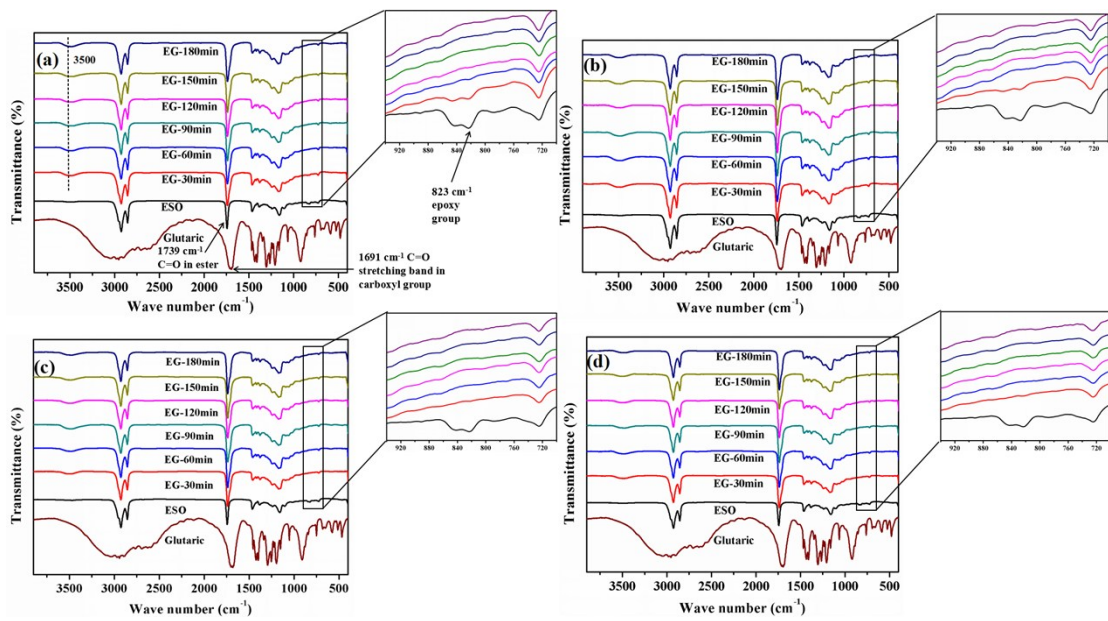 (a)
3500
EG-180min
EG-150min
EG-120min
EG-90min
EG-60min
EG-30min
ESO
Glutaric
1739 cm-1
C=O in ester
1691 cm-1 C=O
stretching band in
carboxyl group
823 cm-1
epoxy
group
Transmittance (%)
3500 3000 2500 2000 1500 1000 500
Wave number (cm-1)
920 880 840 800 760 720
(b)
EG-180min
EG-150min
EG-120min
EG-90min
EG-60min
EG-30min
ESO
Glutaric
Transmittance (%)
3500 3000 2500 2000 1500 1000 500
Wave number (cm-1)
920 880 840 800 760 720
(c)
EG-180min
EG-150min
EG-120min
EG-90min
EG-60min
EG-30min
ESO
Glutaric
Transmittance (%)
3500 3000 2500 2000 1500 1000 500
Wave number (cm-1)
920 880 840 800 760 720
(d)
EG-180min
EG-150min
EG-120min
EG-90min
EG-60min
EG-30min
ESO
Glutaric
Transmittance (%)
3500 3000 2500 2000 1500 1000 500
Wave number (cm-1)
920 880 840 800 760 720